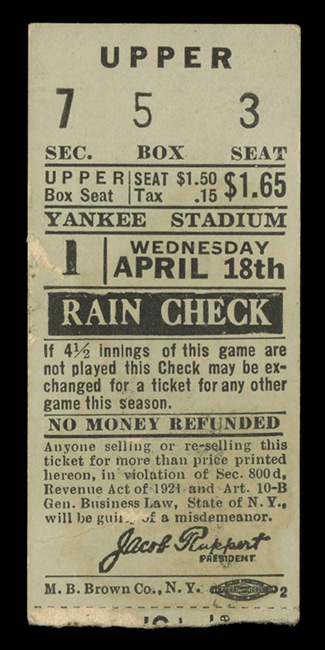 UPPER
7 5 3
SEC. BOX SEAT
UPPER SEAT $1.50 $1.65
Box Seat Tax .15
YANKEE STADIUM
1 WEDNESDAY
APRIL 18th
RAIN CHECK
If 4½ innings of this game are
not played this Check may be ex-
changed for a ticket for any other
game this season.
NO MONEY REFUNDED
Anyone selling or re-selling this
ticket for more than price printed
hereon, in violation of Sec. 800d,
Revenue Act of 1921 and Art. 10-B
Gen. Business Law, State of N.Y.,
will be guilty of a misdemeanor.
Jacob Ruppert
PRESIDENT
M. B. Brown Co., N. Y. 2